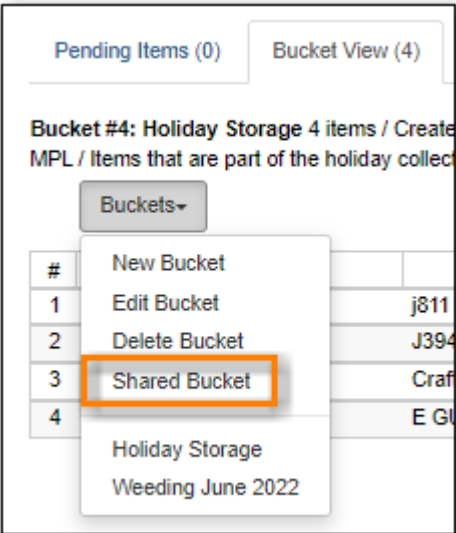 Pending Items (0) Bucket View (4)
Bucket #4: Holiday Storage 4 items / Create
MPL / Items that are part of the holiday collec
Buckets
#
New Bucket
1 Edit Bucket j811
2 Delete Bucket J394
3 Shared Bucket Craf
4 E GU
Holiday Storage
Weeding June 2022